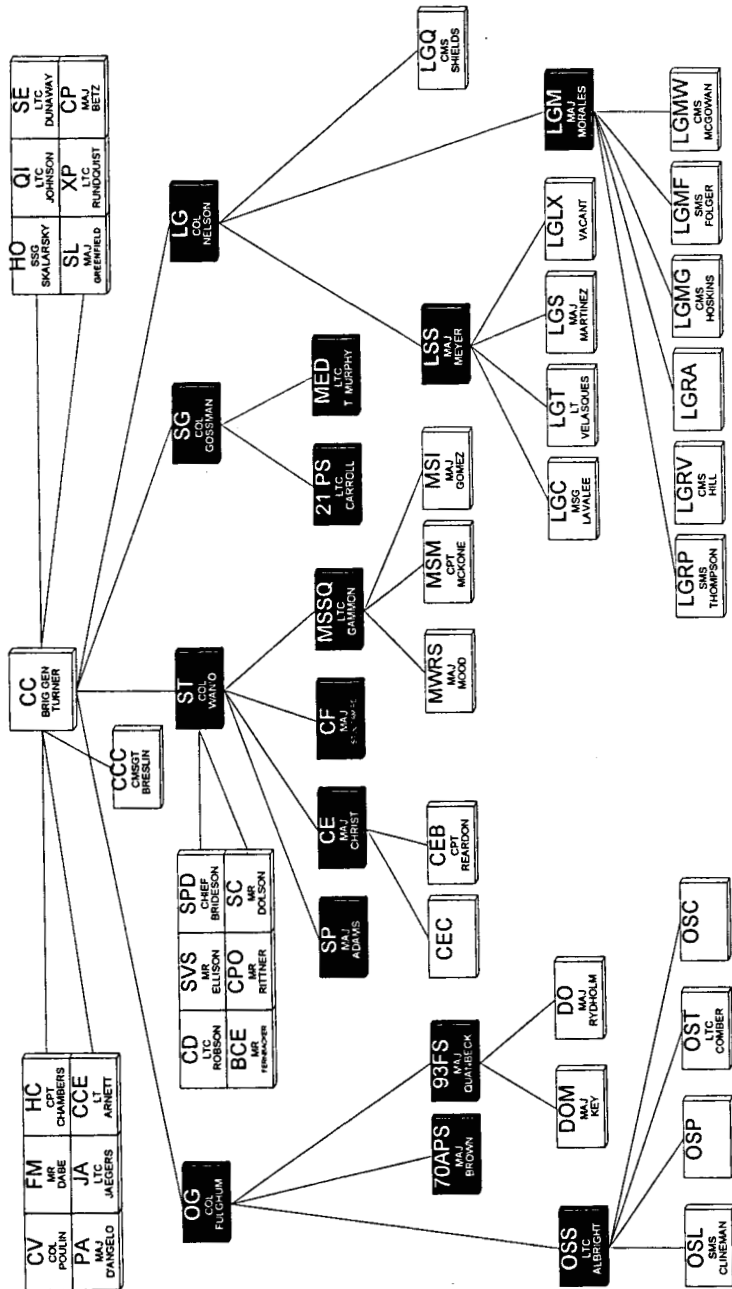 CC
BRIG GEN
TURNER
CV
COL
POULIN
FM
MR
DABE
HC
CPT
CHAMBERS
PA
MAJ
D'ANGELO
JA
LTC
JAEGERS
CCE
LT
ARNETT
CCC
CMSGT
BRESLIN
HO
SSG
SKALARSKY
QI
LTC
JOHNSON
SE
LTC
DUNAWAY
SL
MAJ
GREENFIELD
XP
LTC
RUNDQUIST
CP
MAJ
BETZ
OG
COL
FULGHUM
ST
COL
SG
COL
GOSSMAN
LG
COL
NELSON
CD
LTC
ROBSON
SVS
MR
ELLISON
SPD
CHIEF
BRIDESON
BCE
MR
CPO
MR
RITTNER
SC
MR
DOLSON
SP
MAJ
ADAMS
CE
MAJ
CHRIST
CF
MAJ
MSSQ
LTC
GAMMON
21 PS
LTC
CARROLL
MED
LTC
T MURPHY
LGQ
CMS
SHIELDS
70APS
MAJ
BROWN
93FS
MAJ
QUANBECK
CEC
CEB
CPT
REARDON
MWRS
MAJ
MOOD
MSM
CPT
MCKONE
MSI
MAJ
GOMEZ
LSS
MAJ
MEYER
LGM
MAJ
MORALES
DOM
MAJ
KEY
DO
MAJ
RYDHOLM
LGC
MSG
LAVALEE
LGT
LT
VELASQUES
LGS
MAJ
MARTINEZ
LGLX
VACANT
OSS
LTC
ALBRIGHT
LGRP
SMS
THOMPSON
LGRV
CMS
HILL
LGRA
LGMG
CMS
HOSKINS
LGMF
SMS
FOLGER
LGMW
CMS
MCGOWAN
OSL
SMS
CLINEMAN
OSP
OST
LTC
COMBER
OSC